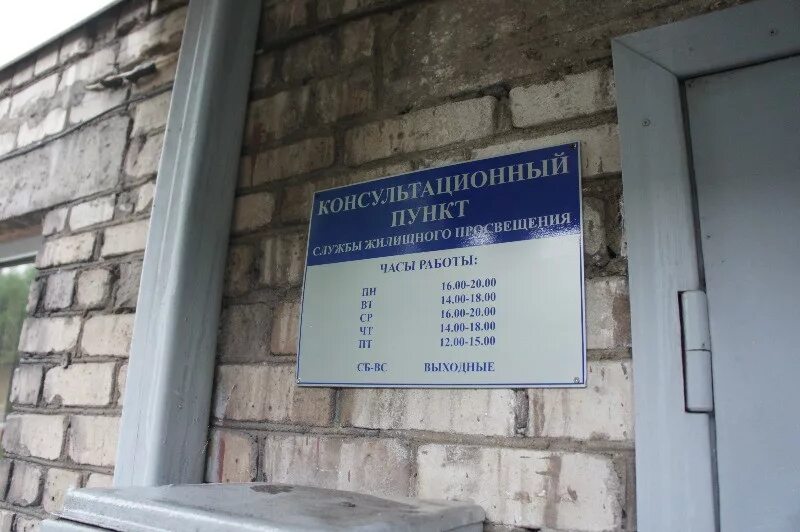 КОНСУЛЬТАЦИОННЫЙ
ПУНКТ
СЛУЖБЫ ЖИЛИЩНОГО ПРОСВЕЩЕНИЯ
ЧАСЫ РАБОТЫ:
ПН 16.00-20.00
ВТ 14.00-18.00
СР 16.00-20.00
ЧТ 14.00-18.00
ПТ 12.00-15.00
СБ-ВС ВЫХОДНЫЕ